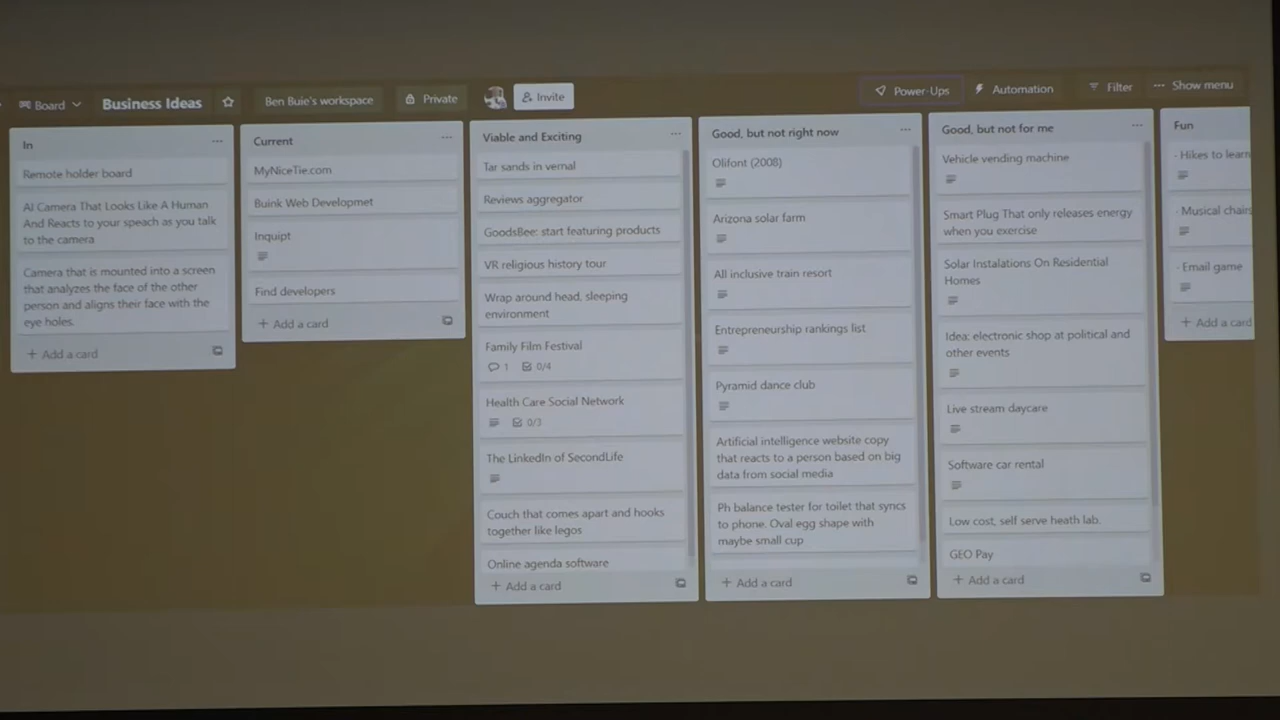 Board
Business Ideas
Ben Buie's workspace
Private
Invite
Power-Ups
Automation
Filter
Show menu
In
Remote holder board
AI Camera That Looks Like A Human
And Reacts to your speach as you talk
to the camera
Camera that is mounted into a screen
that analyzes the face of the other
person and aligns their face with the
eye holes.
+ Add a card
Current
MyNiceTie.com
Buink Web Developmet
Inquipt
Find developers
+ Add a card
Viable and Exciting
Tar sands in vernal
Reviews aggregator
GoodsBee: start featuring products
VR religious history tour
Wrap around head, sleeping
environment
Family Film Festival
1 0/4
Health Care Social Network
0/3
The LinkedIn of SecondLife
Couch that comes apart and hooks
together like legos
Online agenda software
+ Add a card
Good, but not right now
Olifont (2008)
Arizona solar farm
All inclusive train resort
Entrepreneurship rankings list
Pyramid dance club
Artificial intelligence website copy
that reacts to a person based on big
data from social media
Ph balance tester for toilet that syncs
to phone. Oval egg shape with
maybe small cup
+ Add a card
Good, but not for me
Vehicle vending machine
Smart Plug That only releases energy
when you exercise
Solar Instalations On Residential
Homes
Idea: electronic shop at political and
other events
Live stream daycare
Software car rental
Low cost, self serve heath lab.
GEO Pay
+ Add a card
Fun
- Hikes to learn
- Musical chairs
- Email game
+ Add a card